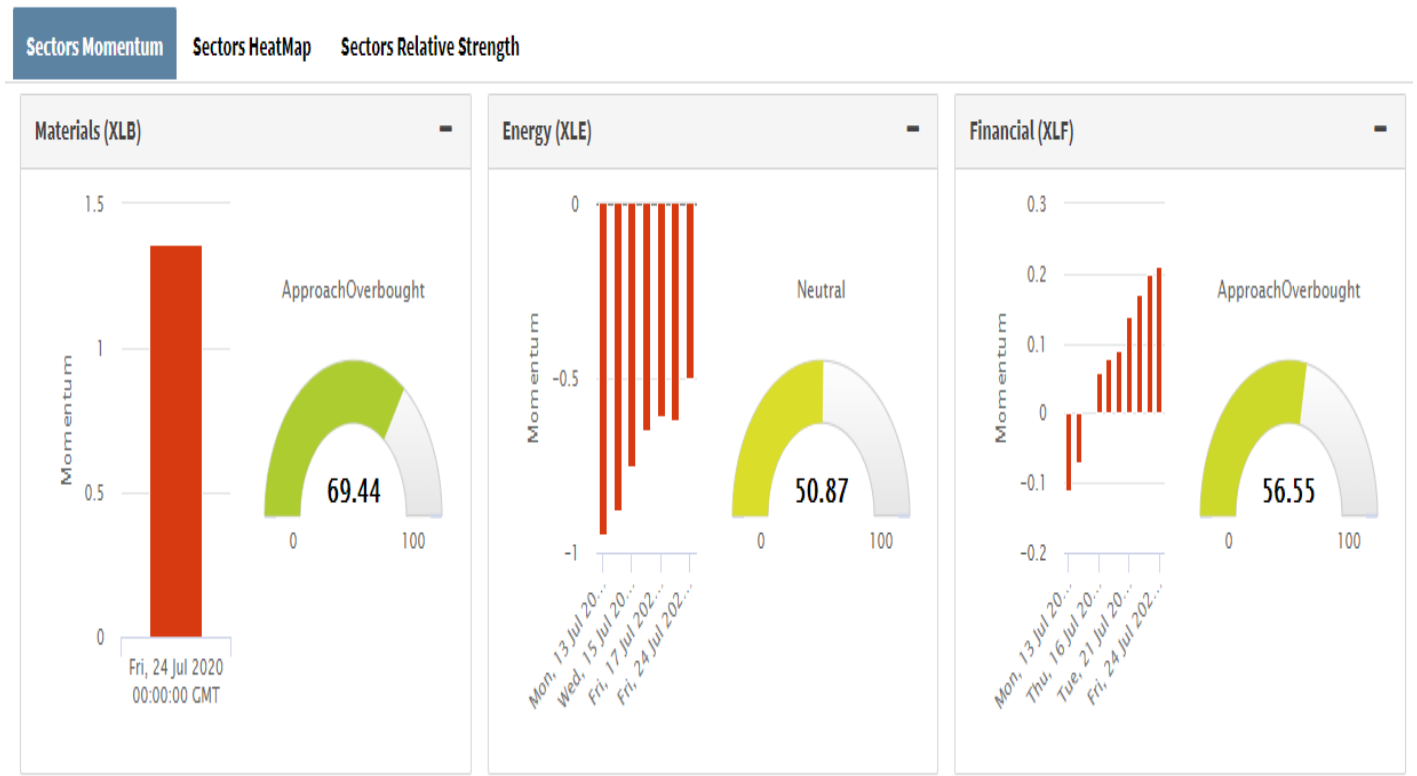 Sectors Momentum Sectors HeatMap Sectors Relative Strength
Materials (XLB) −
1.5
1
0.5
0
Momentum
Fri, 24 Jul 2020
00:00:00 GMT
ApproachOverbought
69.44
0 100
Energy (XLE) −
0
−0.5
−1
Momentum
Mon, 13 Jul 20...
Wed, 15 Jul 20...
Fri, 17 Jul 202...
Fri, 24 Jul 202...
Neutral
50.87
0 100
Financial (XLF) −
0.3
0.2
0.1
0
−0.1
−0.2
Momentum
Mon, 13 Jul 20...
Thu, 16 Jul 20...
Tue, 21 Jul 20...
Fri, 24 Jul 202...
ApproachOverbought
56.55
0 100